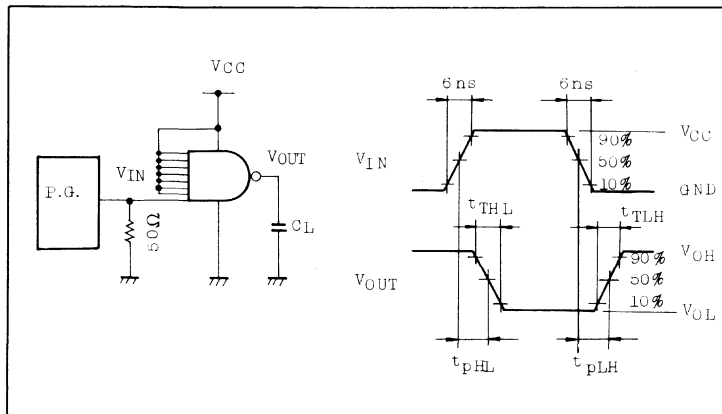 VCC
P.G.
VIN
50Ω
VOUT
CL
6ns
6ns
VIN
VCC
90%
50%
10%
GND
tTHL
tTLH
VOUT
VOH
90%
50%
10%
VOL
tpHL
tpLH